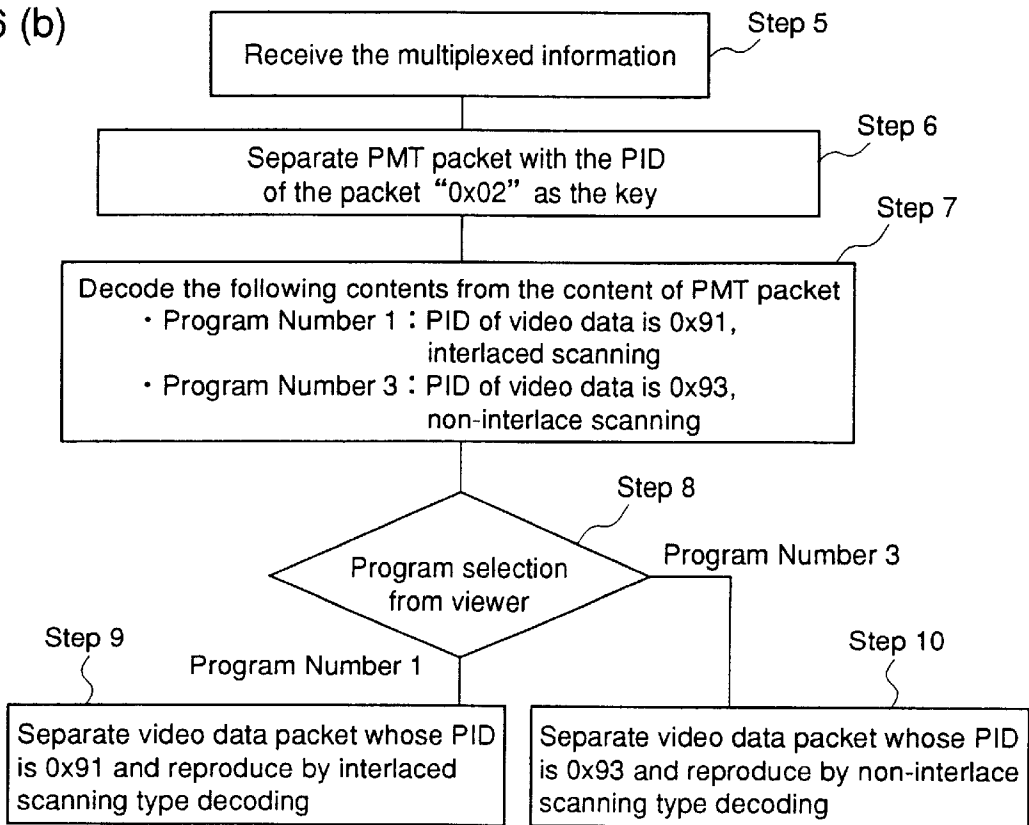 6 (b)
Step 5
Receive the multiplexed information
Step 6
Separate PMT packet with the PID
of the packet “0x02” as the key
Step 7
Decode the following contents from the content of PMT packet
・Program Number 1 : PID of video data is 0x91,
interlaced scanning
・Program Number 3 : PID of video data is 0x93,
non-interlace scanning
Step 8
Program selection
from viewer
Program Number 3
Step 9
Program Number 1
Step 10
Separate video data packet whose PID
is 0x91 and reproduce by interlaced
scanning type decoding
Separate video data packet whose PID
is 0x93 and reproduce by non-interlace
scanning type decoding